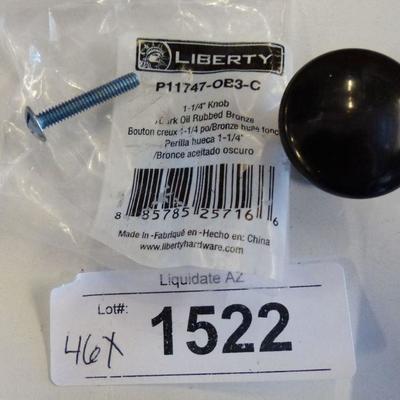 LIBERTY
P11747-OB3-C
1-1/4" Knob
Dark Oil Rubbed Bronze
Bouton creux 1-1/4 po/Bronze huilé foncé
Perilla hueca 1-1/4"
/Bronce aceitado oscuro
8 85785 25716 6
Made In -Fabriqué en -Hecho en: China
www.libertyhardware.com
Liquidate AZ
Lot#:
1522
46X